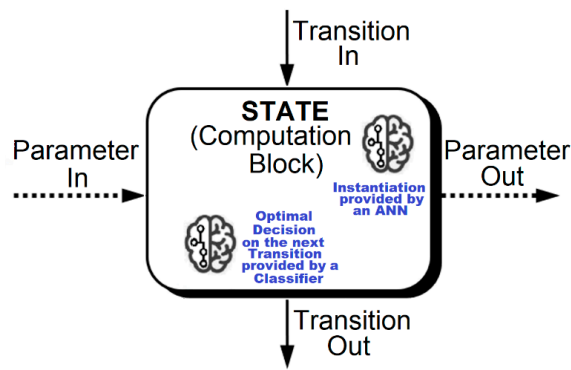 Transition
In
STATE
(Computation
Block)
Parameter
In
Parameter
Out
Instantiation
provided by
an ANN
Optimal
Decision
on the next
Transition
provided by a
Classifier
Transition
Out